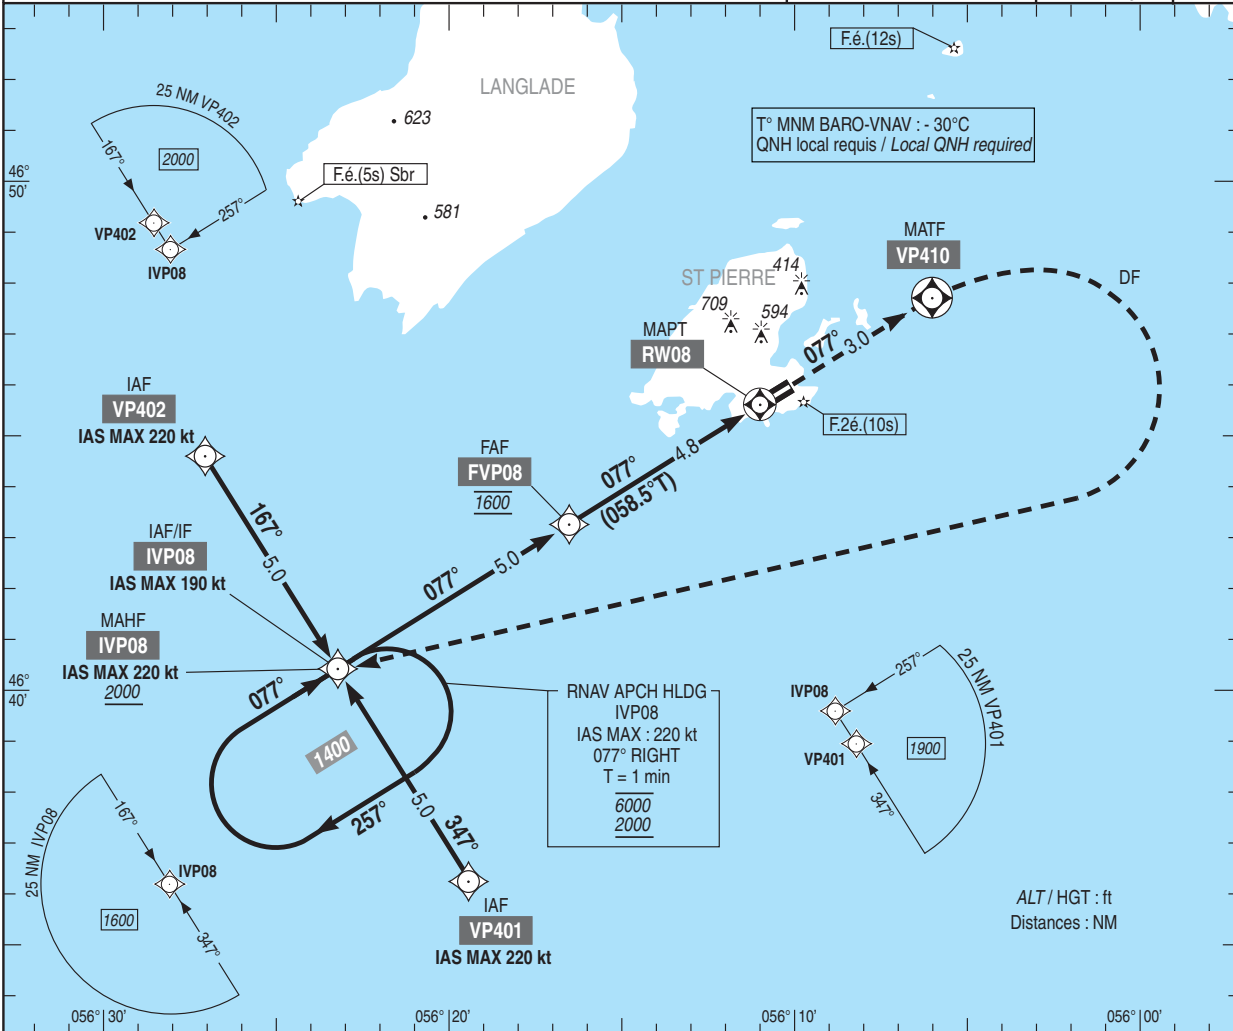 F.é.(12s)
LANGLADE
25 NM VP402
T° MNM BARO-VNAV : - 30°C
QNH local requis / Local QNH required
623
167°
2000
46°
50'
F.é.(5s) Sbr
257°
581
VP402
IVP08
MATF
VP410
ST PIERRE
414
DF
709
594
MAPT
RW08
077°
3.0
IAF
VP402
IAS MAX 220 kt
F.2é.(10s)
FAF
FVP08
1600
077°
4.8
(058.5°T)
167°
5.0
IAF/IF
IVP08
IAS MAX 190 kt
077°
5.0
MAHF
IVP08
IAS MAX 220 kt
2000
46°
40'
077°
1400
257°
RNAV APCH HLDG
IVP08
IAS MAX : 220 kt
077° RIGHT
T = 1 min
6000
2000
257°
25 NM VP401
IVP08
VP401
1900
347°
5.0
347°
25 NM IVP08
167°
IVP08
1600
347°
IAF
VP401
IAS MAX 220 kt
ALT / HGT : ft
Distances : NM
056° 30'
056° 20'
056° 10'
056° 00'